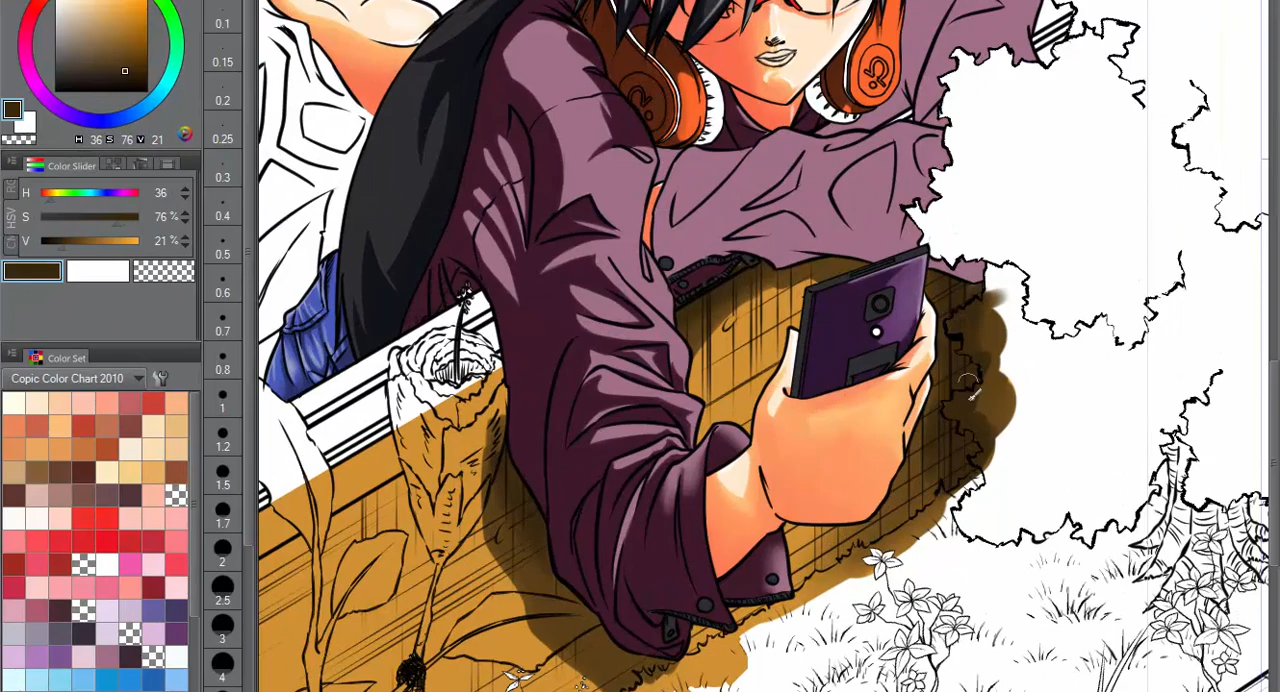 0.1
0.15
0.2
H 36 S 76 V 21
0.25
Color Slider
0.3
H 36
HSV
S 76 %
0.4
V 21 %
0.5
0.6
0.7
Color Set
0.8
Copic Color Chart 2010
1
1.2
1.5
1.7
2
2.5
3
4